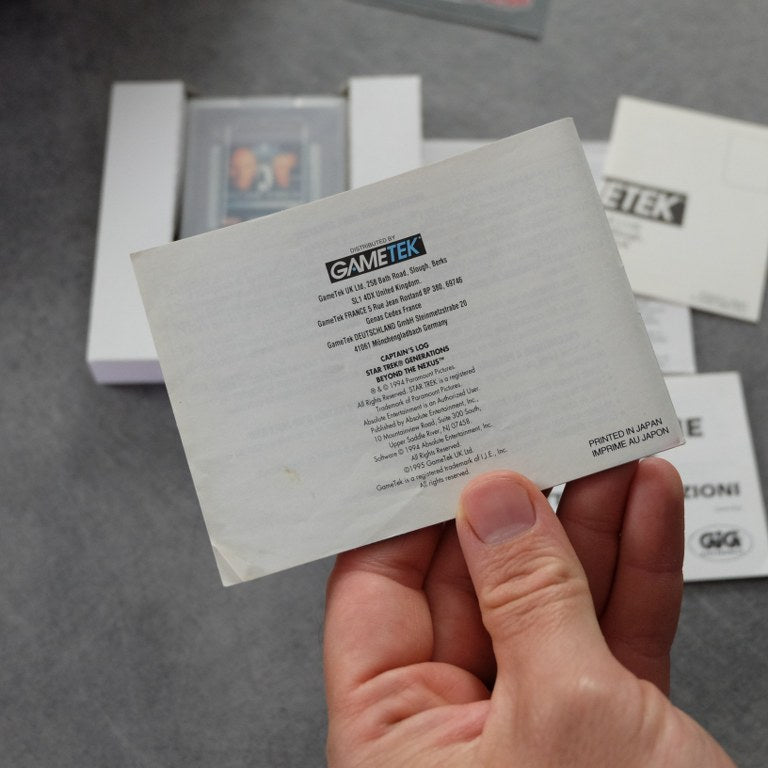 DISTRIBUTED BY
GAMETEK
GameTek UK Ltd, 258 Bath Road, Slough, Berks
SL1 4DX United Kingdom.
GameTek FRANCE 5 Rue Jean Rostand BP 380, 69746
Genas Cedex France
GameTek DEUTSCHLAND GmbH Steinmetzstrabe 20
41061 Mönchengladbach Germany
CAPTAIN'S LOG
STAR TREK® GENERATIONS
BEYOND THE NEXUS™
® & © 1994 Paramount Pictures.
All Rights Reserved. STAR TREK is a registered
Trademark of Paramount Pictures.
Absolute Entertainment is an Authorized User.
Published by Absolute Entertainment, Inc.,
10 Mountainview Road, Suite 300 South,
Upper Saddle River, NJ 07458.
Software © 1994 Absolute Entertainment, Inc.
All Rights Reserved.
©1995 GameTek UK Ltd.
GameTek is a registered trademark of I.J.E., Inc.
All rights reserved.
PRINTED IN JAPAN
IMPRIME AU JAPON
ETEK
NE
ZIONI
GiG